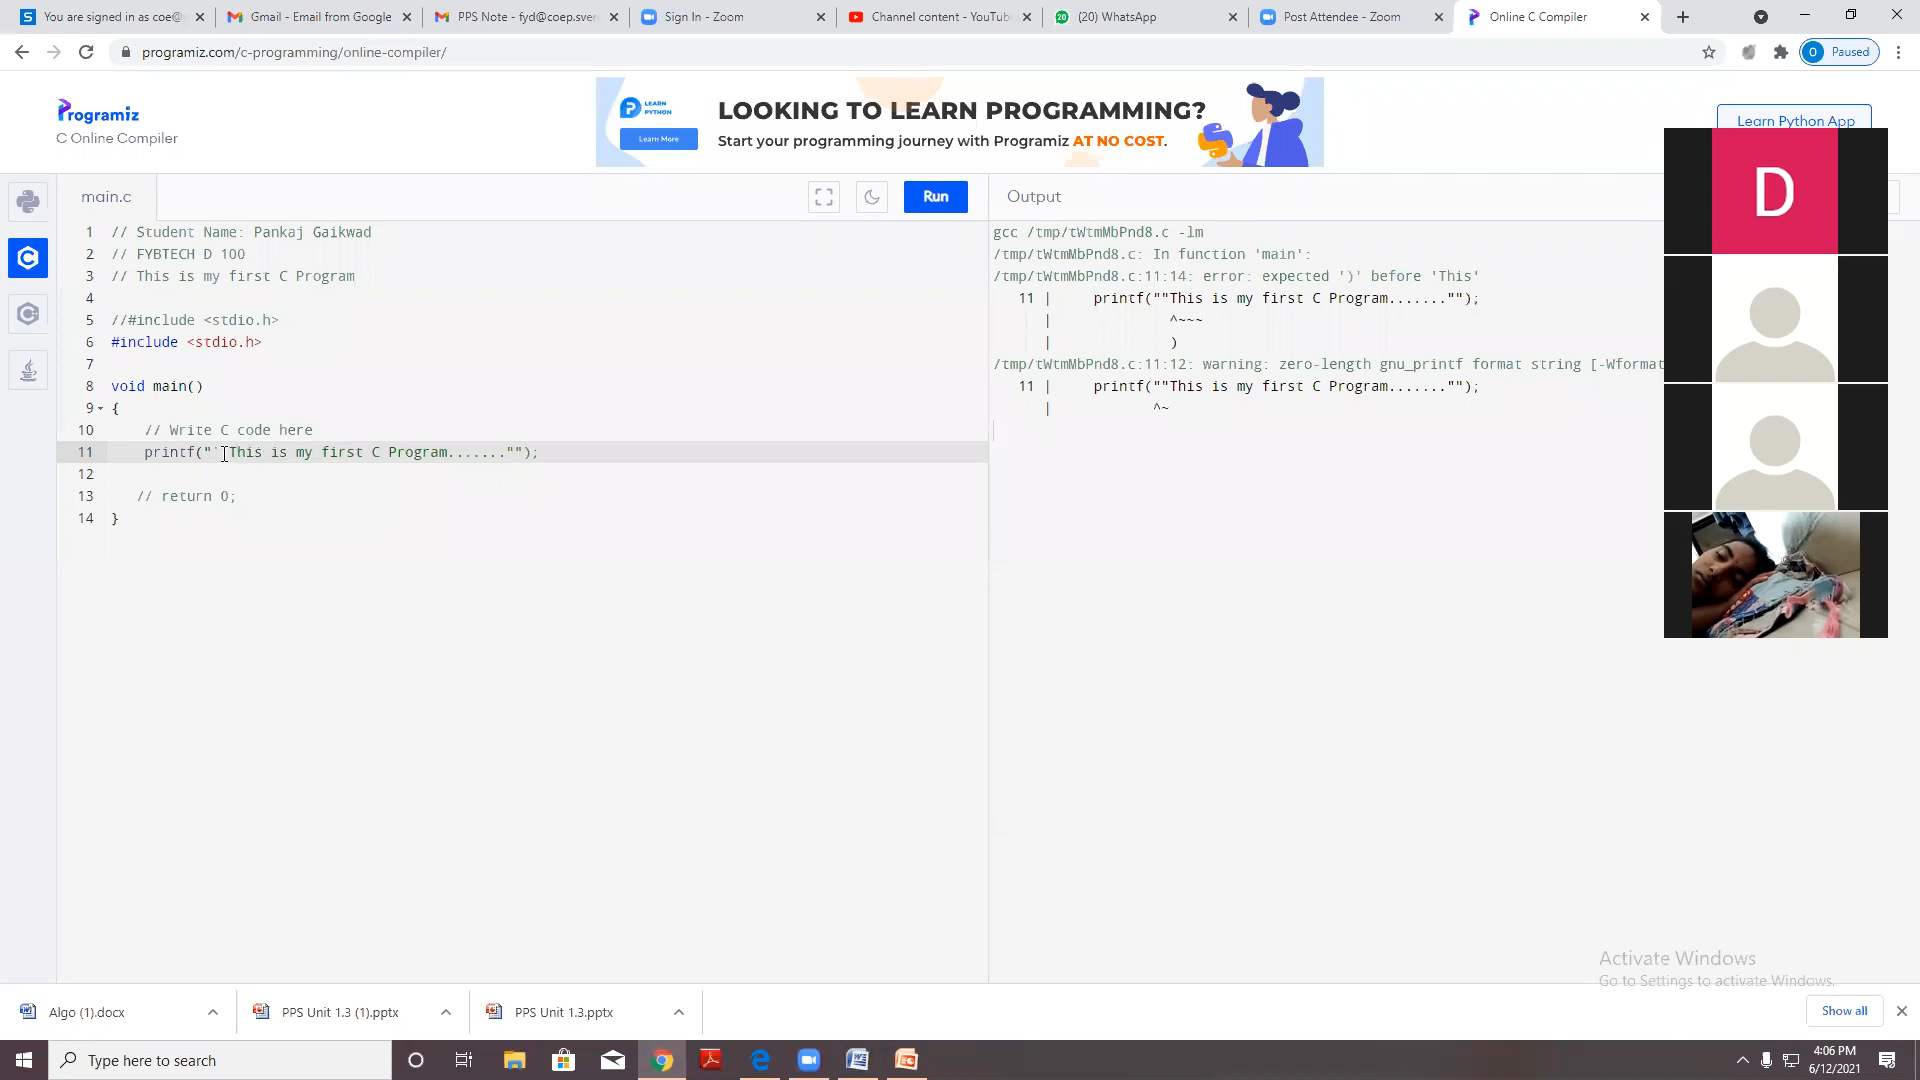 You are signed in as coe@
Gmail - Email from Google
PPS Note - fyd@coep.sver
Sign In - Zoom
Channel content - YouTube
(20) WhatsApp
Post Attendee - Zoom
Online C Compiler
programiz.com/c-programming/online-compiler/
O Paused
Programiz
C Online Compiler
LEARN PYTHON
Learn More
LOOKING TO LEARN PROGRAMMING?
Start your programming journey with Programiz AT NO COST.
Learn Python App
D
main.c
Run
Output
1 // Student Name: Pankaj Gaikwad
2 // FYBTECH D 100
3 // This is my first C Program
4
5 //#include <stdio.h>
6 #include <stdio.h>
7
8 void main()
9 {
10 // Write C code here
11 printf("``This is my first C Program.......\"");
12
13 // return 0;
14 }
gcc /tmp/tWtmMbPnd8.c -lm
/tmp/tWtmMbPnd8.c: In function 'main':
/tmp/tWtmMbPnd8.c:11:14: error: expected ')' before 'This'
11 | printf(""This is my first C Program.......""); 
| ^~~~
| )
/tmp/tWtmMbPnd8.c:11:12: warning: zero-length gnu_printf format string [-Wformat
11 | printf(""This is my first C Program.......""); 
| ^~
Activate Windows
Go to Settings to activate Windows.
Algo (1).docx
PPS Unit 1.3 (1).pptx
PPS Unit 1.3.pptx
Show all
Type here to search
4:06 PM
6/12/2021